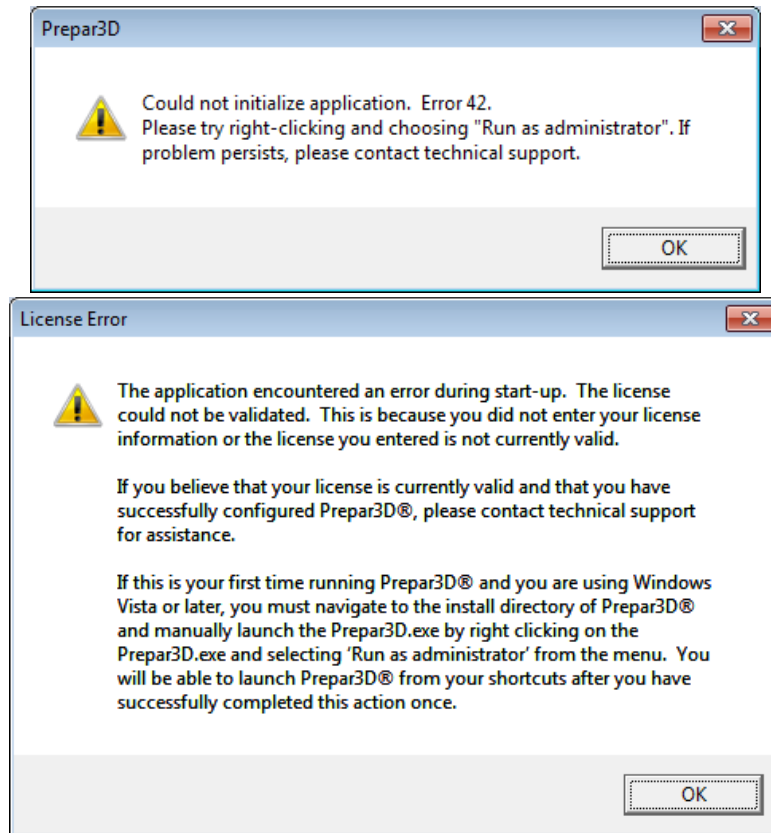 Prepar3D
Could not initialize application.  Error 42.
Please try right-clicking and choosing "Run as administrator". If
problem persists, please contact technical support.
OK
License Error
The application encountered an error during start-up.  The license
could not be validated.  This is because you did not enter your license
information or the license you entered is not currently valid.
If you believe that your license is currently valid and that you have
successfully configured Prepar3D®, please contact technical support
for assistance.
If this is your first time running Prepar3D® and you are using Windows
Vista or later, you must navigate to the install directory of Prepar3D®
and manually launch the Prepar3D.exe by right clicking on the
Prepar3D.exe and selecting ‘Run as administrator’ from the menu.  You
will be able to launch Prepar3D® from your shortcuts after you have
successfully completed this action once.
OK